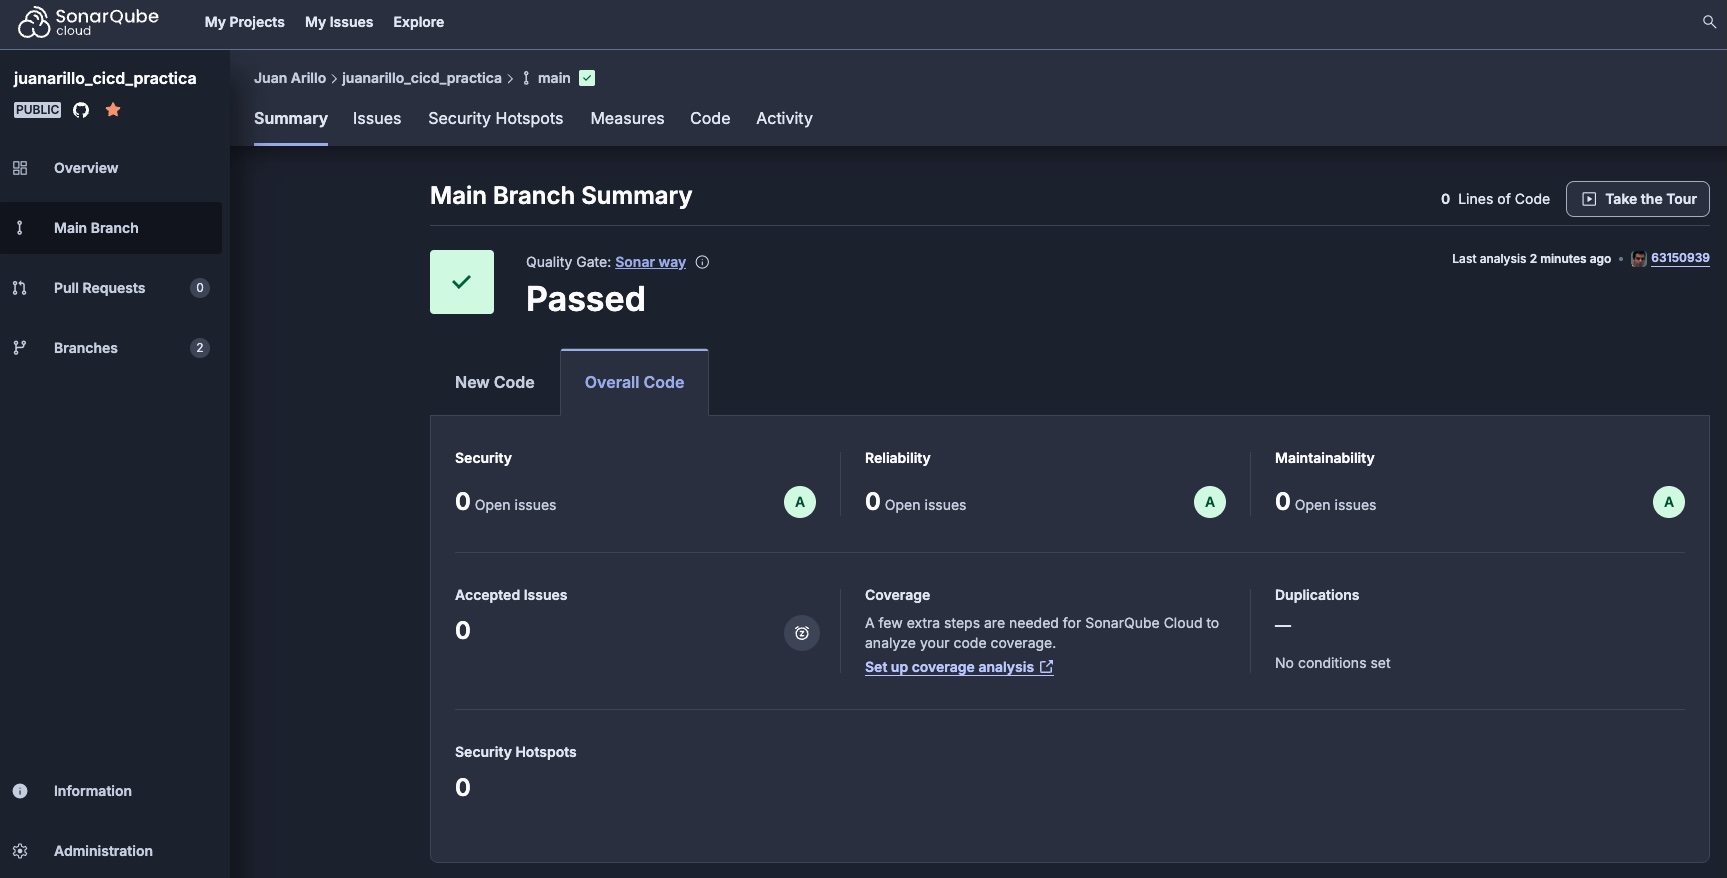 SonarQube cloud
My Projects My Issues Explore
juanarillo_cicd_practica
PUBLIC
Overview
Main Branch
Pull Requests 0
Branches 2
Information
Administration
Juan Arillo > juanarillo_cicd_practica > main
Summary Issues Security Hotspots Measures Code Activity
Main Branch Summary
0 Lines of Code
Take the Tour
Quality Gate: Sonar way
Passed
Last analysis 2 minutes ago • 63150939
New Code Overall Code
Security
0 Open issues A
Reliability
0 Open issues A
Maintainability
0 Open issues A
Accepted Issues
0
Coverage
A few extra steps are needed for SonarQube Cloud to
analyze your code coverage.
Set up coverage analysis
Duplications
—
No conditions set
Security Hotspots
0